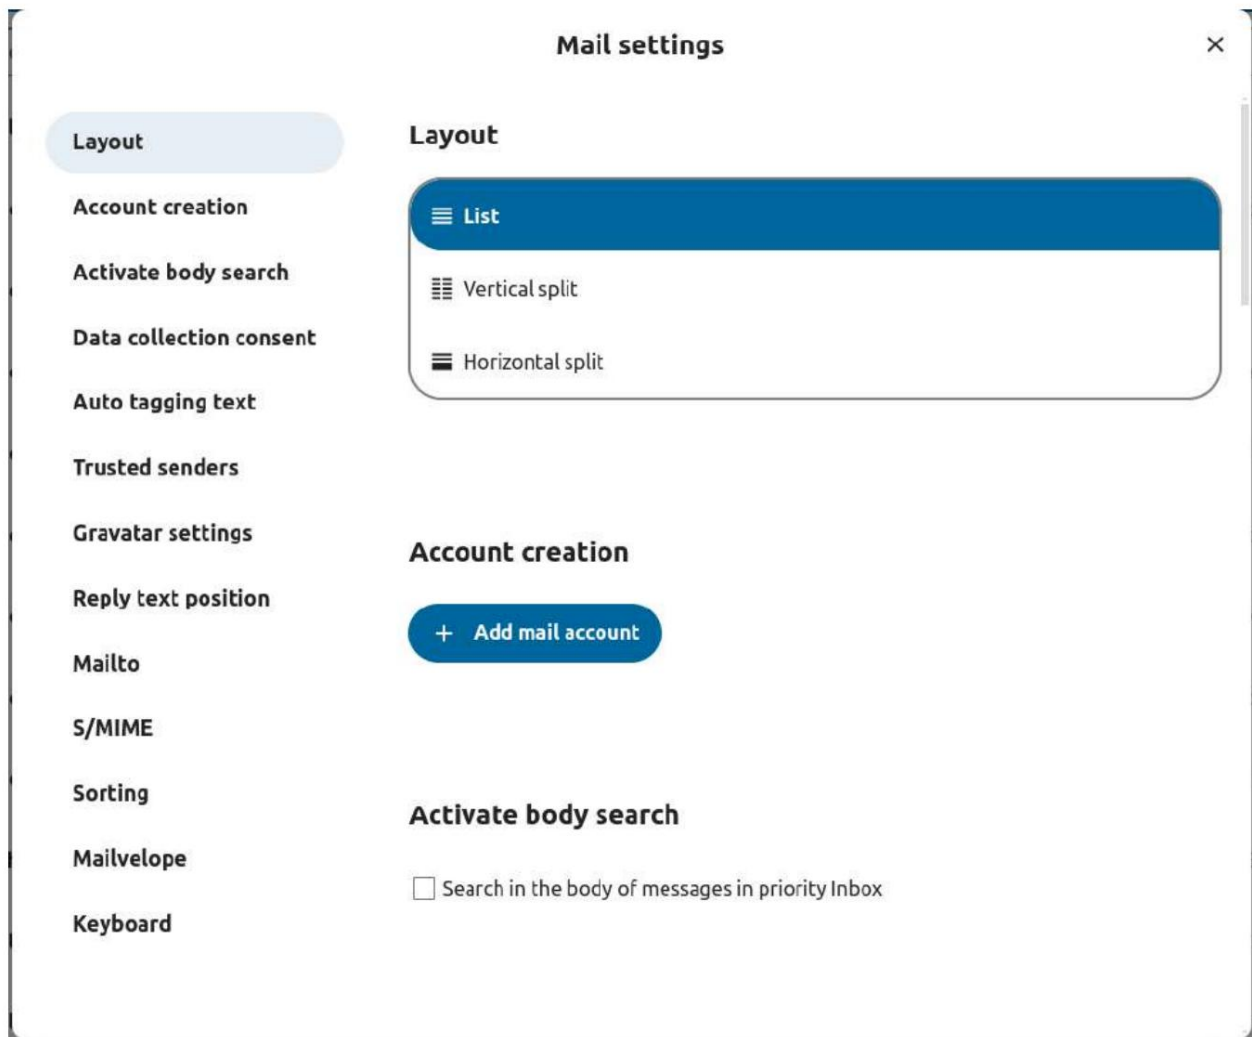 Mail settings
Layout
Account creation
Activate body search
Data collection consent
Auto tagging text
Trusted senders
Gravatar settings
Reply text position
Mailto
S/MIME
Sorting
Mailvelope
Keyboard
Layout
List
Vertical split
Horizontal split
Account creation
+ Add mail account
Activate body search
Search in the body of messages in priority Inbox